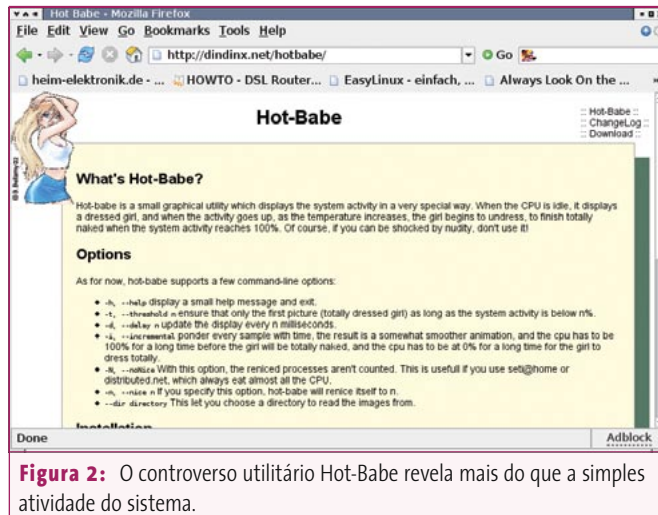 Hot Babe - Mozilla Firefox
File Edit View Go Bookmarks Tools Help
http://dindinx.net/hotbabe/ Go
heim-elektronik.de - ... HOWTO - DSL Router... EasyLinux - einfach, ... Always Look On the ... »
Hot-Babe
:: Hot-Babe ::
:: ChangeLog ::
:: Download ::
What's Hot-Babe?
Hot-babe is a small graphical utility which displays the system activity in a very special way. When the CPU is idle, it displays
a dressed girl, and when the activity goes up, as the temperature increases, the girl begins to undress, to finish totally
naked when the system activity reaches 100%. Of course, if you can be shocked by nudity, don't use it!
Options
As for now, hot-babe supports a few command-line options:
-h, --help display a small help message and exit.
-t, --threshold n ensure that only the first picture (totally dressed girl) as long as the system activity is below n%.
-d, --delay n update the display every n milliseconds.
-i, --incremental ponder every sample with time, the result is a somewhat smoother animation, and the cpu has to be
100% for a long time before the girl will be totally naked, and the cpu has to be at 0% for a long time for the girl to
dress totally.
-N, --noNice With this option, the reniced processes aren't counted. This is usefull if you use seti@home or
distributed.net, which always eat almost all the CPU.
-n, --nice n If you specify this option, hot-babe will renice itself to n.
--dir directory This let you choose a directory to read the images from.
Installation
Done Adblock
Figura 2: O controverso utilitário Hot-Babe revela mais do que a simples
atividade do sistema.